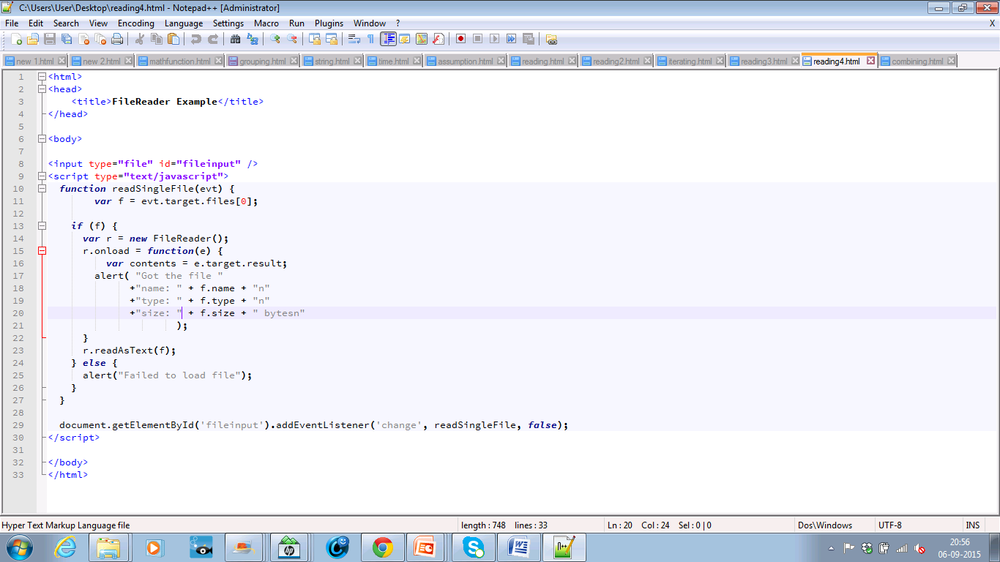 C:\Users\User\Desktop\reading4.html - Notepad++ [Administrator]
File Edit Search View Encoding Language Settings Macro Run Plugins Window ? X
new 1.html new 2.html mathfunction.html grouping.html string.html time.html assumption.html reading.html reading2.html iterating.html reading3.html reading4.html combining.html
1 <html>
2 <head>
3     <title>FileReader Example</title>
4 </head>
5
6 <body>
7
8 <input type="file" id="fileinput" />
9 <script type="text/javascript">
10   function readSingleFile(evt) {
11         var f = evt.target.files[0];
12
13     if (f) {
14       var r = new FileReader();
15       r.onload = function(e) {
16           var contents = e.target.result;
17         alert( "Got the file "
18               +"name: " + f.name + "n"
19               +"type: " + f.type + "n"
20               +"size: " + f.size + " bytesn"
21                       );
22       }
23       r.readAsText(f);
24     } else {
25       alert("Failed to load file");
26     }
27   }
28
29   document.getElementById('fileinput').addEventListener('change', readSingleFile, false);
30 </script>
31
32 </body>
33 </html>
Hyper Text Markup Language file length : 748 lines : 33 Ln : 20 Col : 24 Sel : 0 | 0 Dos\Windows UTF-8 INS
20:56
06-09-2015